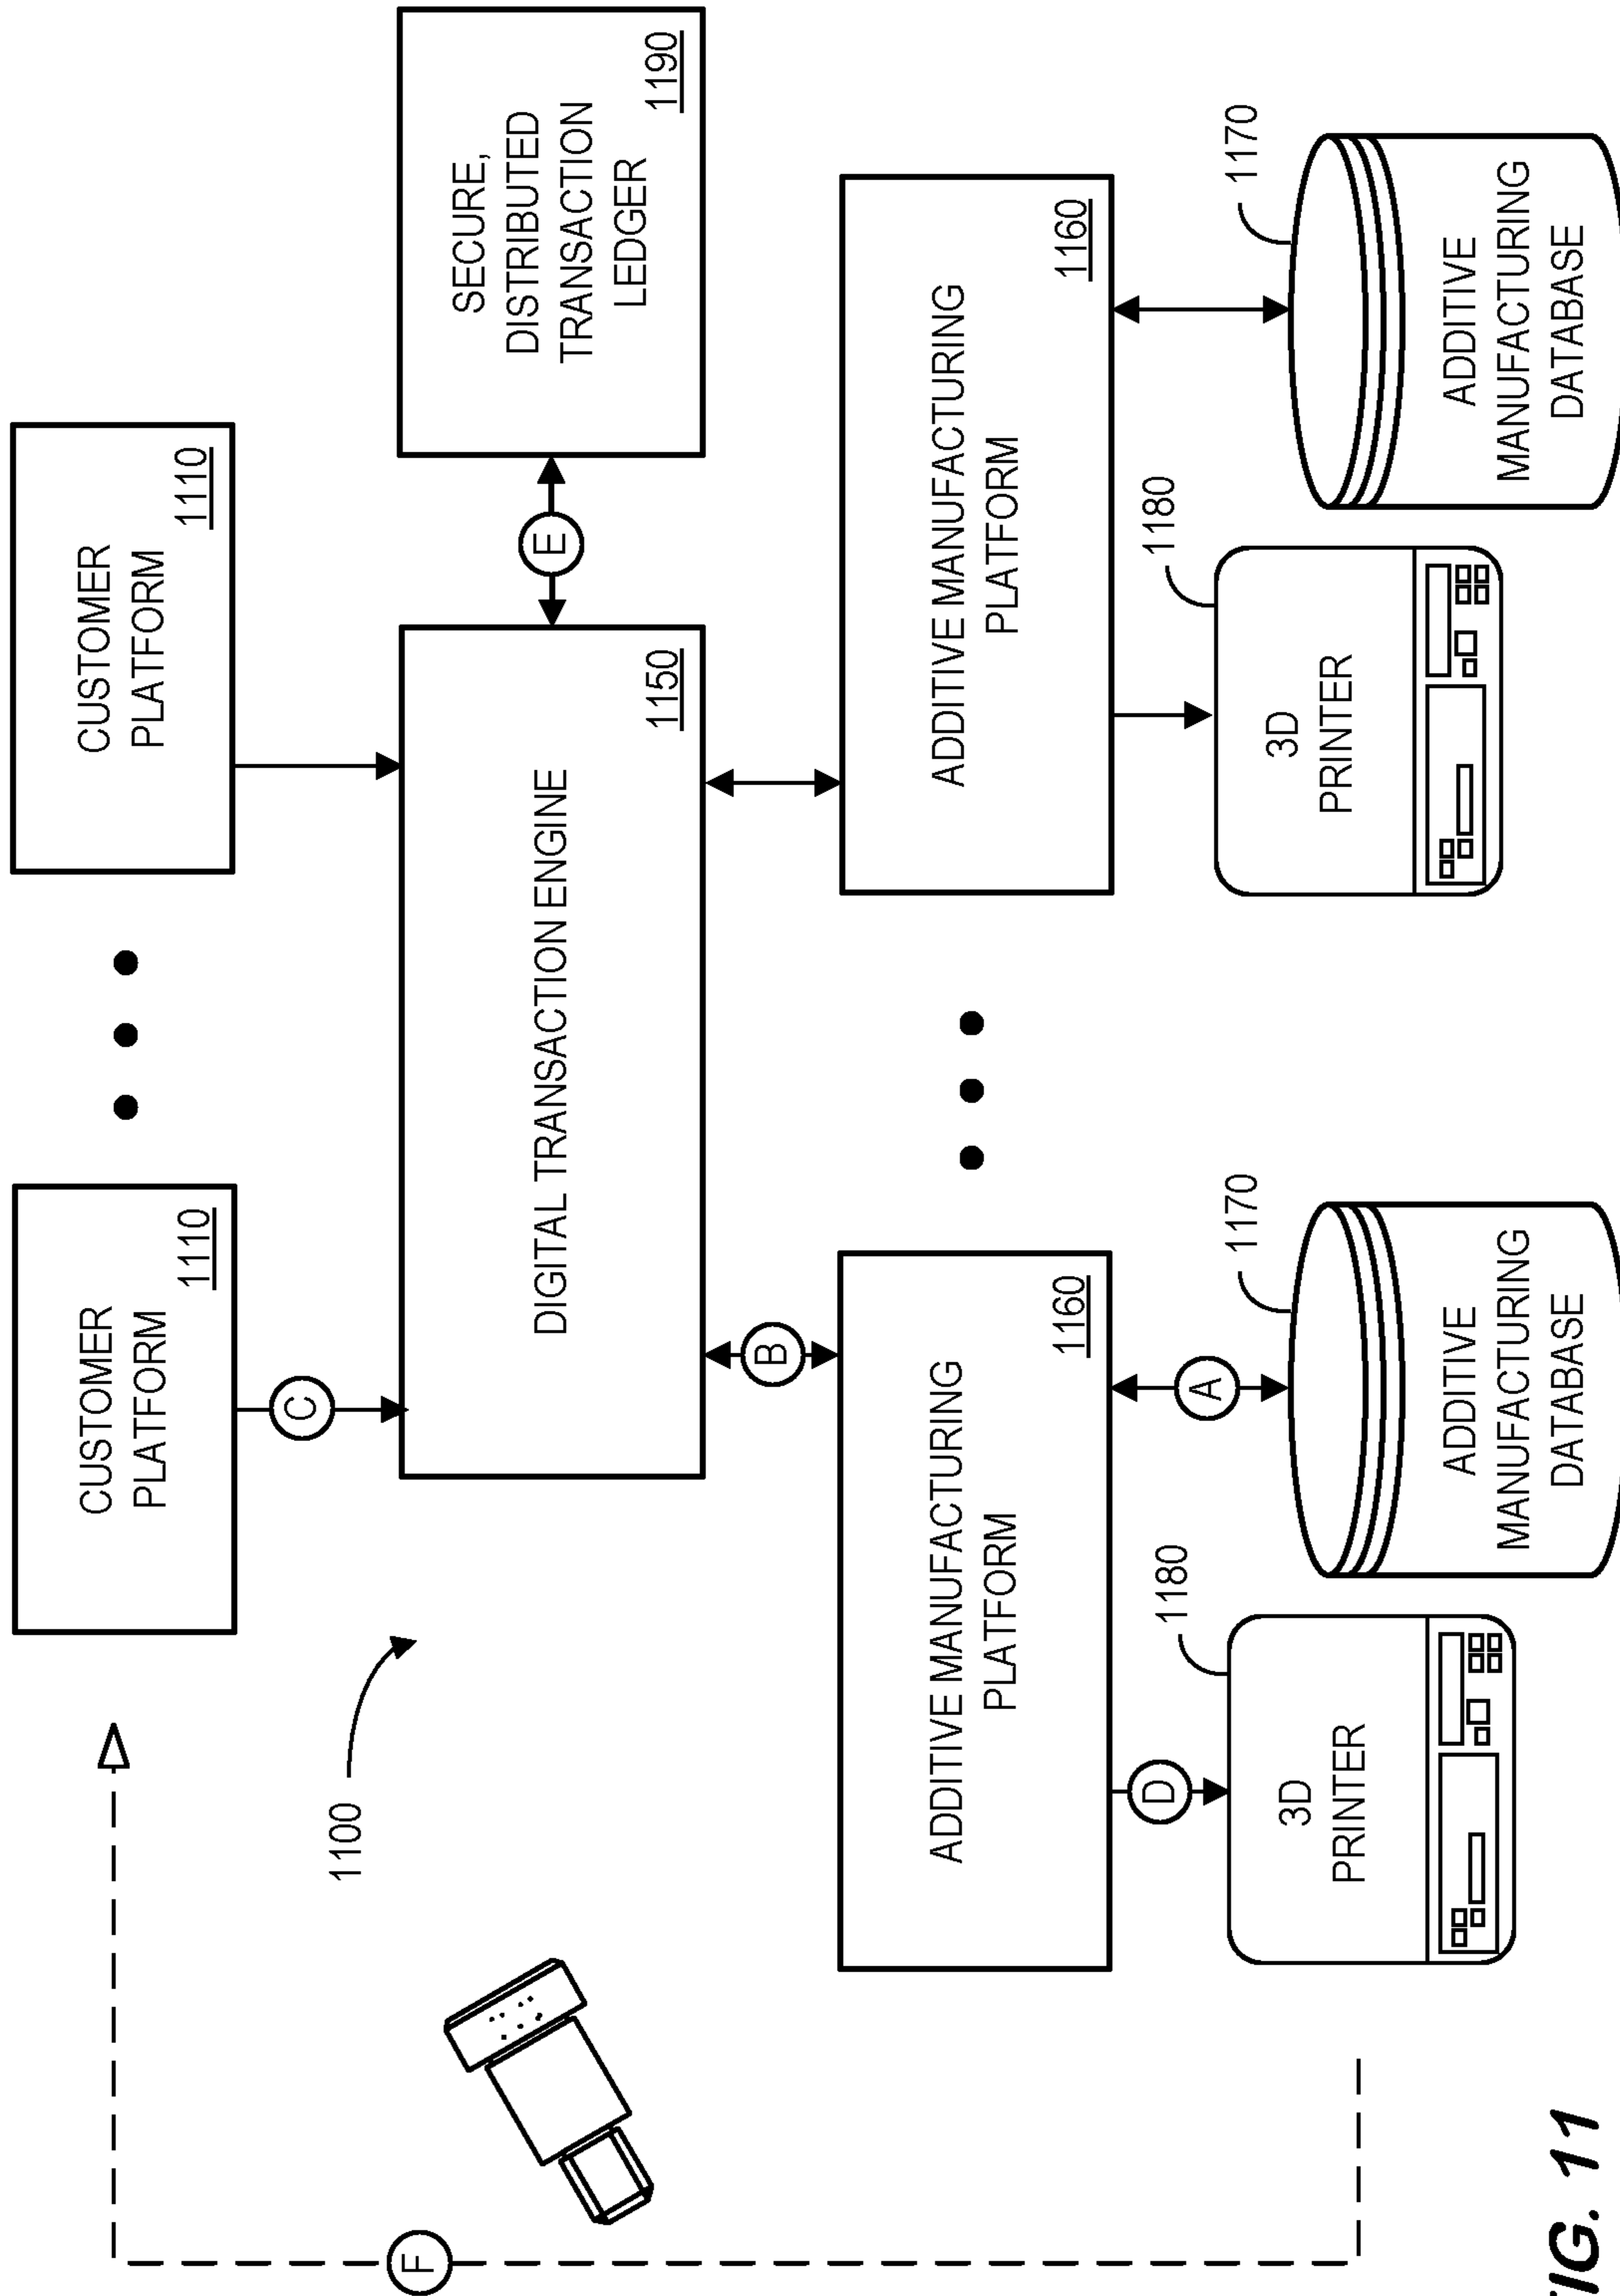 CUSTOMER
PLATFORM
1110
CUSTOMER
PLATFORM
1110
1100
C
DIGITAL TRANSACTION ENGINE
1150
E
SECURE,
DISTRIBUTED
TRANSACTION
LEDGER
1190
F
B
ADDITIVE MANUFACTURING
PLATFORM
1160
ADDITIVE MANUFACTURING
PLATFORM
1160
D
1180
A
1170
1180
1170
3D
PRINTER
ADDITIVE
MANUFACTURING
DATABASE
3D
PRINTER
ADDITIVE
MANUFACTURING
DATABASE
FIG. 11